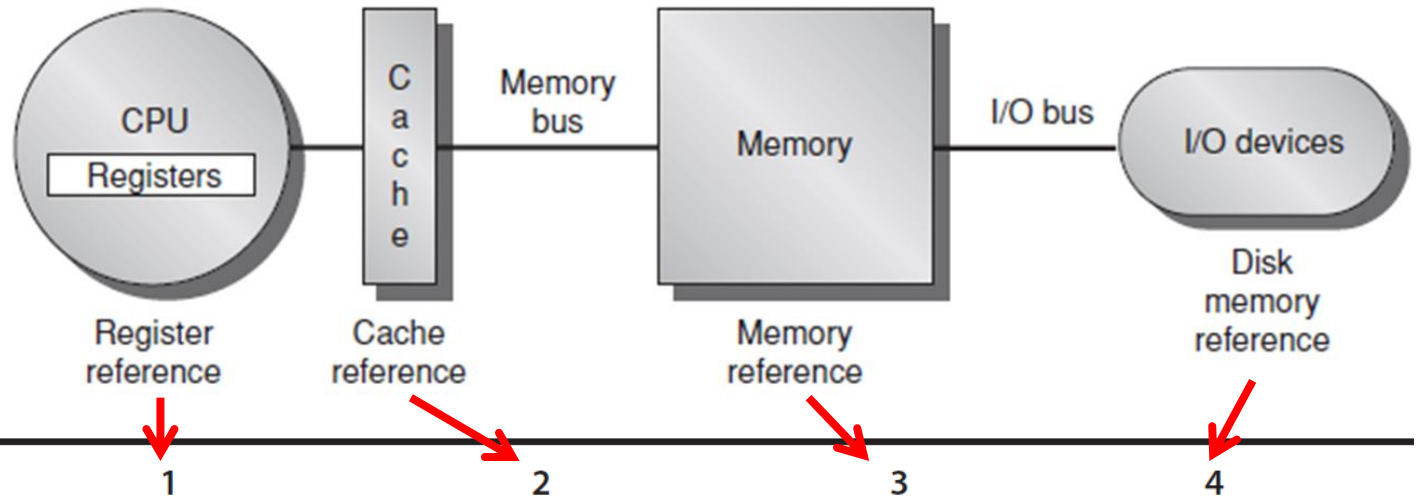 CPU
Registers
C
a
c
h
e
Memory
bus
Memory
I/O bus
I/O devices
Register
reference
Cache
reference
Memory
reference
Disk
memory
reference
1 2 3 4